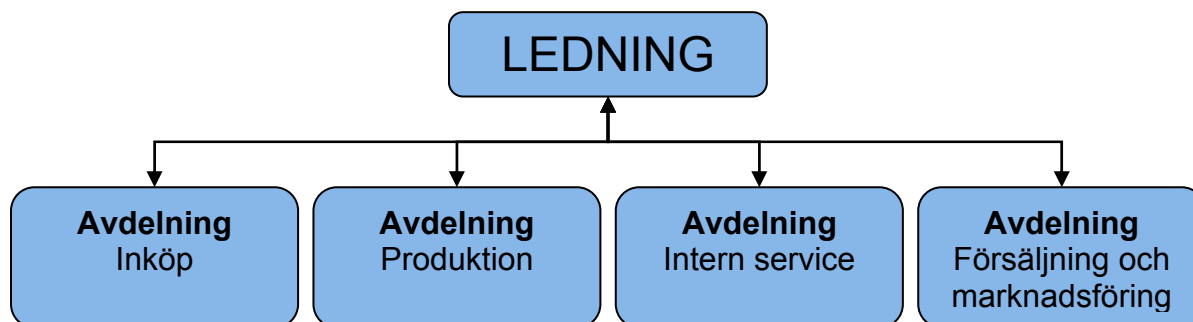 LEDNING
Avdelning
Inköp
Avdelning
Produktion
Avdelning
Intern service
Avdelning
Försäljning och
marknadsföring